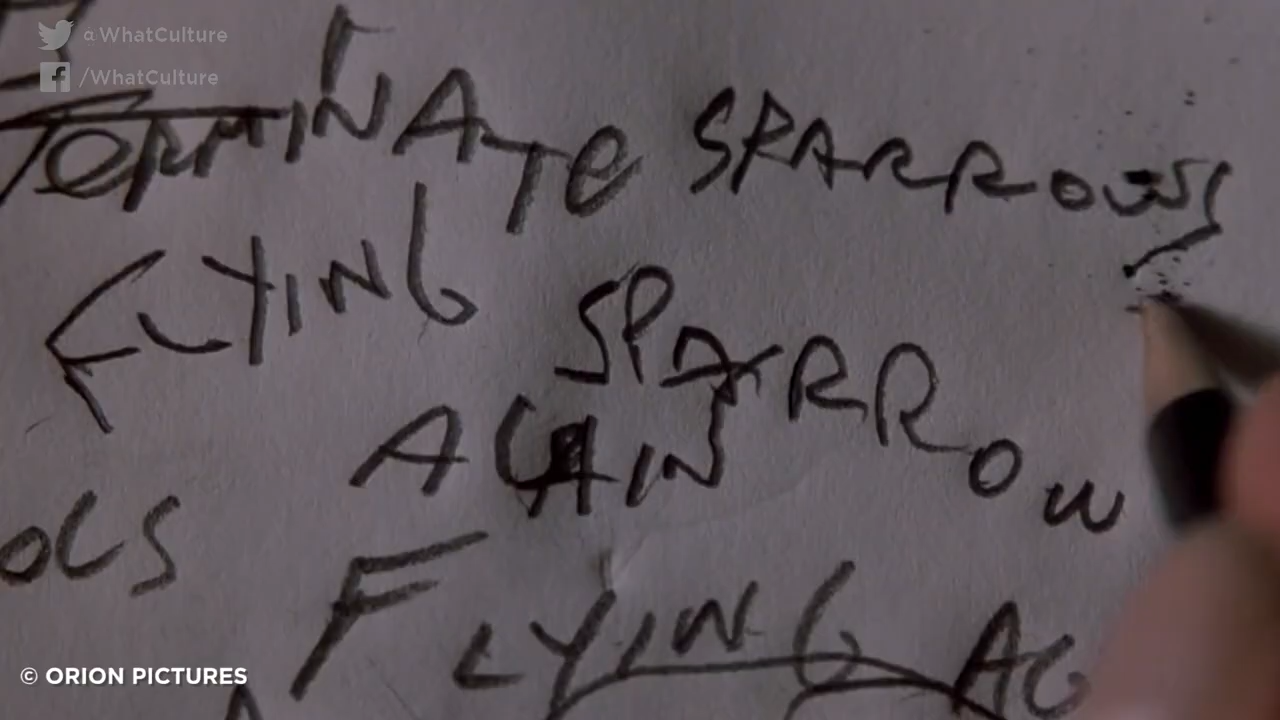 @WhatCulture
/WhatCulture
TERMINATE SPARROWS
FLYING SPARROW
AGAIN
OLS
FLYING AG
© ORION PICTURES